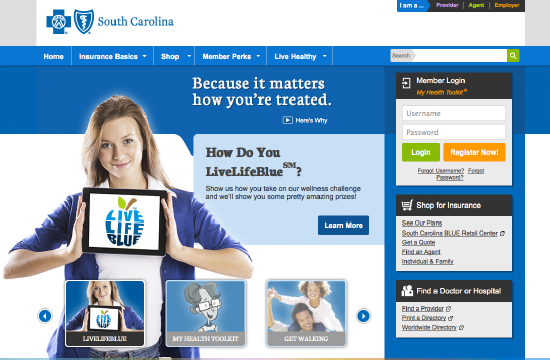 South Carolina
I am a ... Provider Agent Employer
Home Insurance Basics Shop Member Perks Live Healthy
Search
Because it matters
how you're treated.
Here's Why
How Do You
LiveLifeBlue℠?
Show us how you take on our wellness challenge
and we'll show you some pretty amazing prizes!
Learn More
LIVE
LIFE
BLUE
LIVELIFEBLUE
MY HEALTH TOOLKIT
GET WALKING
Member Login
My Health Toolkit®
Username
Password
Login Register Now!
Forgot Username? Forgot
Password?
Shop for Insurance
See Our Plans
South Carolina BLUE Retail Center
Get a Quote
Find an Agent
Individual & Family
Find a Doctor or Hospital
Find a Provider
Print a Directory
Worldwide Directory